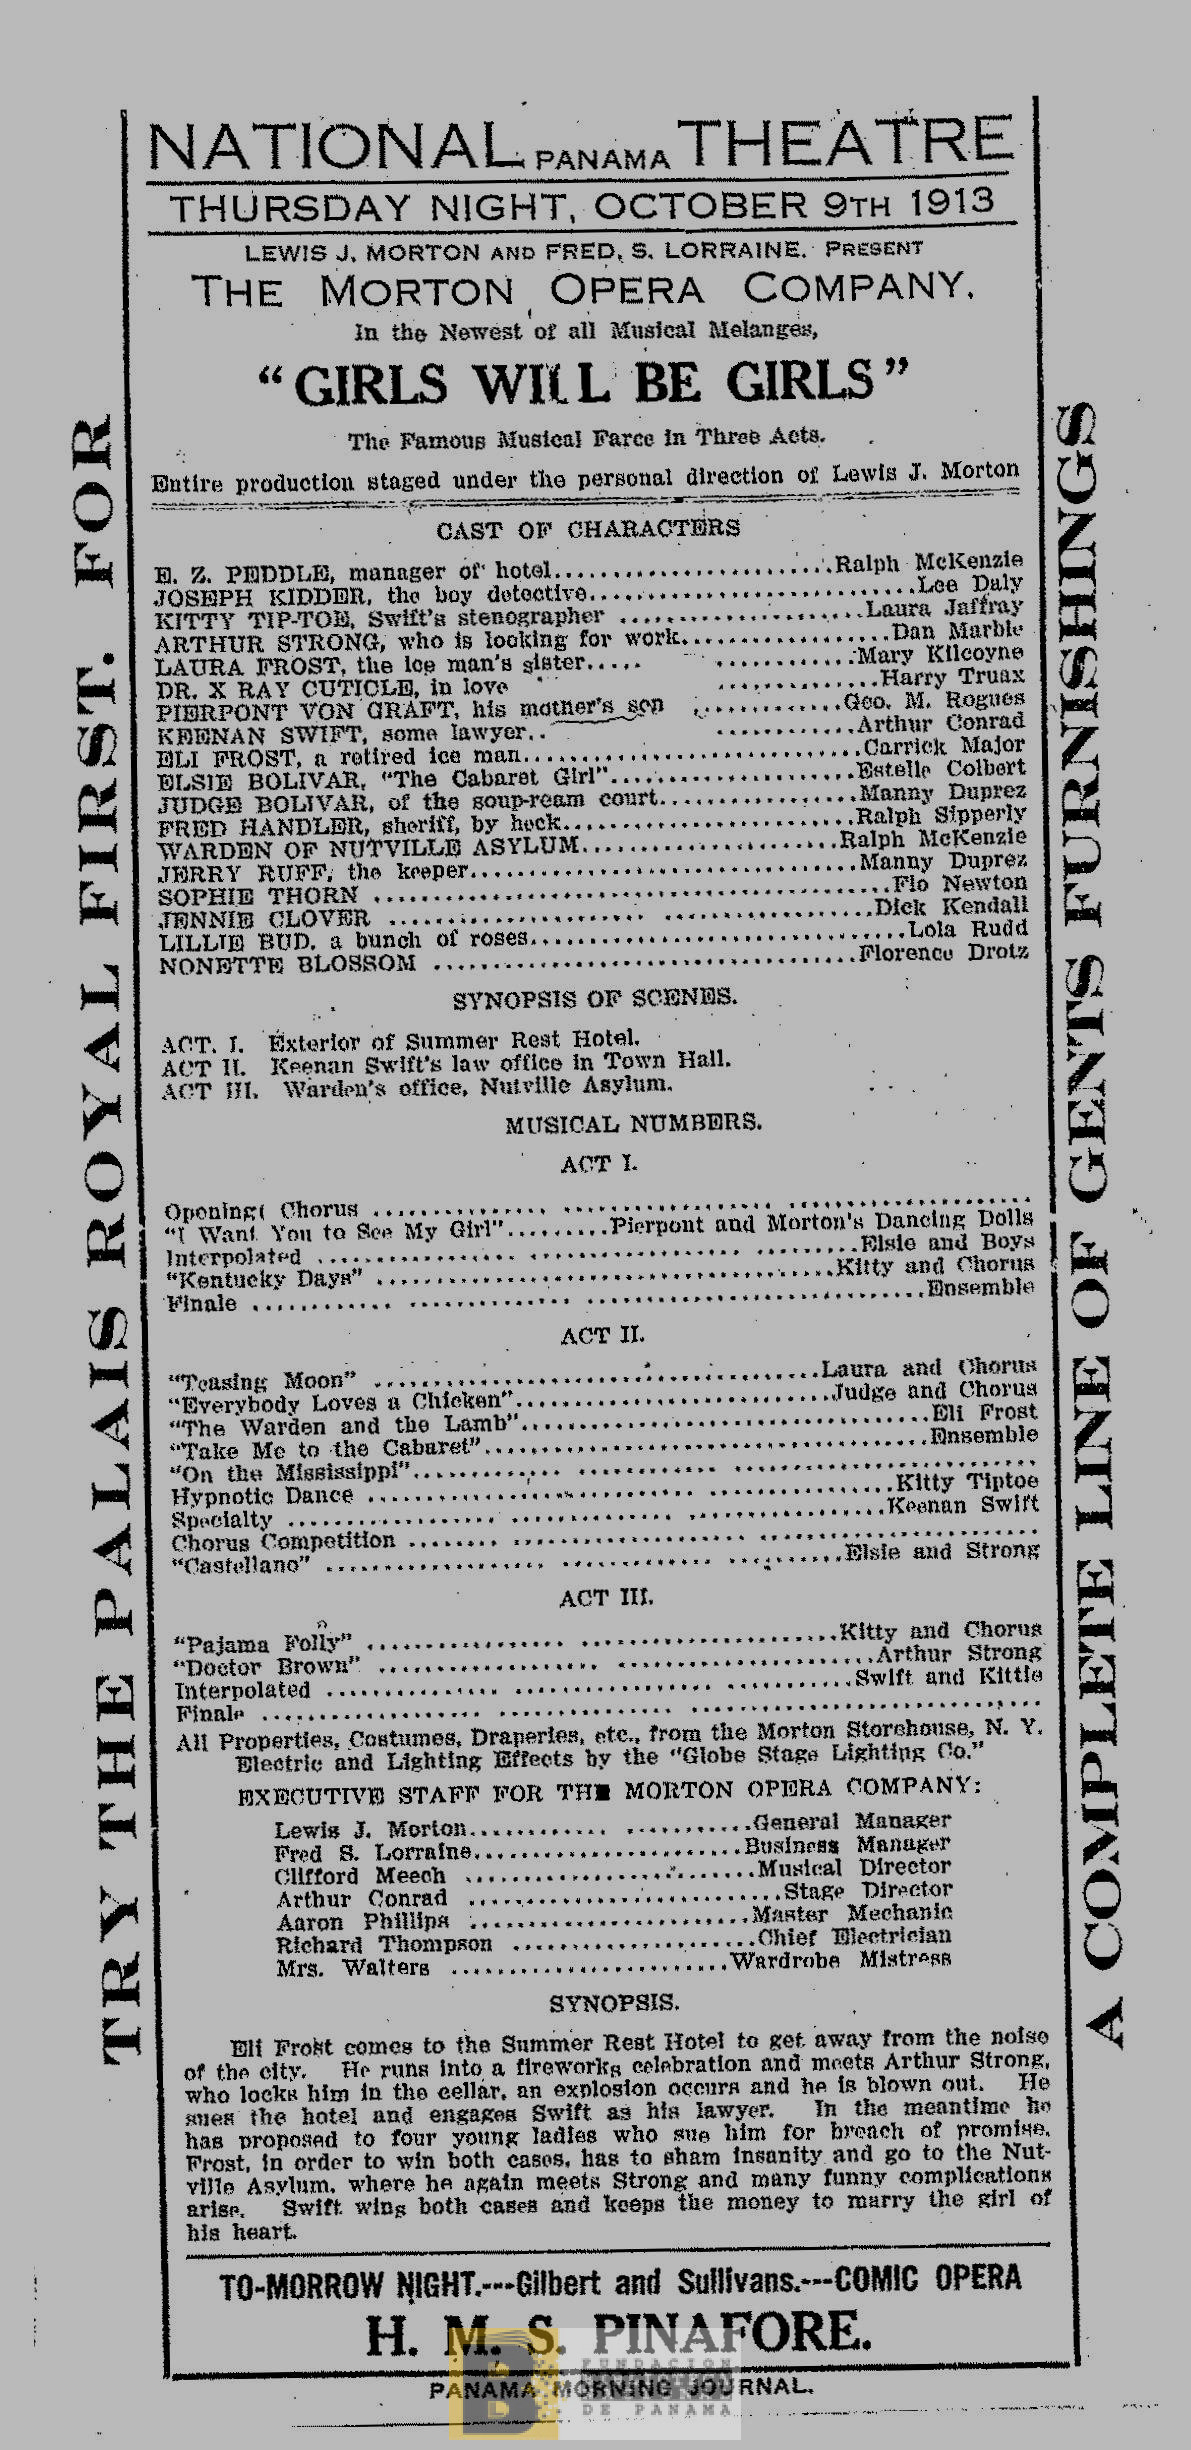 NATIONAL PANAMA THEATRE
THURSDAY NIGHT, OCTOBER 9TH 1913
LEWIS J. MORTON AND FRED, S. LORRAINE. PRESENT
THE MORTON OPERA COMPANY.
In the Newest of all Musical Melanges,
"GIRLS WILL BE GIRLS"
The Famous Musical Farce in Three Acts.
Entire production staged under the personal direction of Lewis J. Morton
CAST OF CHARACTERS
E. Z. PEDDLE, manager of hotel........................Ralph McKenzie
JOSEPH KIDDER, the boy detective............................Lee Daly
KITTY TIP-TOE, Swift's stenographer .....................Laura Jaffray
ARTHUR STRONG, who is looking for work..................Dan Marble
LAURA FROST, the ice man's sister..... ............Mary Kilcoyne
DR. X RAY CUTICLE, in love ..............Harry Truax
PIERPONT VON GRAFT, his mother's son .............Geo. M. Rogues
KEENAN SWIFT, some lawyer.. ............Arthur Conrad
ELI FROST, a retired ice man.............................Carrick Major
ELSIE BOLIVAR, "The Cabaret Girl".....................Estelle Colbert
JUDGE BOLIVAR, of the soup-ream court.................Manny Duprez
FRED HANDLER, sheriff, by heck.........................Ralph Sipperly
WARDEN OF NUTVILLE ASYLUM......................Ralph McKenzie
JERRY RUFF, the keeper.................................Manny Duprez
SOPHIE THORN ............................................Flo Newton
JENNIE CLOVER ...................... ..................Dick Kendall
LILLIE BUD, a bunch of roses................................Lola Rudd
NONETTE BLOSSOM ....................................Florence Drotz
SYNOPSIS OF SCENES.
ACT. I. Exterior of Summer Rest Hotel.
ACT II. Keenan Swift's law office in Town Hall.
ACT III. Warden's office, Nutville Asylum.
MUSICAL NUMBERS.
ACT I.
Opening( Chorus ........................................................
"I Want You to See My Girl".........Pierpont and Morton's Dancing Dolls
Interpolated .............................................Elsie and Boys
"Kentucky Days" .......................................Kitty and Chorus
Finale ........................................................Ensemble
ACT II.
"Teasing Moon" ......................................Laura and Chorus
"Everybody Loves a Chicken"...........................Judge and Chorus
"The Warden and the Lamb"...................................Eli Frost
"Take Me to the Cabaret"......................................Ensemble
"On the Mississippi".....................................................
Hypnotic Dance .............................................Kitty Tiptoe
Specialty ..................................................Keenan Swift
Chorus Competition ......................................................
"Castellano" ...........................................Elsie and Strong
ACT III.
"Pajama Folly" ........................................Kitty and Chorus
"Doctor Brown" .........................................Arthur Strong
Interpolated ...........................................Swift and Kittie
Finale .................................................................
All Properties, Costumes, Draperies, etc., from the Morton Storehouse, N. Y.
Electric and Lighting Effects by the "Globe Stage Lighting Co."
EXECUTIVE STAFF FOR THE MORTON OPERA COMPANY:
Lewis J. Morton........................General Manager
Fred S. Lorraine.......................Business Manager
Clifford Meech .........................Musical Director
Arthur Conrad ...........................Stage Director
Aaron Phillips ........................Master Mechanic
Richard Thompson .....................Chief Electrician
Mrs. Walters ........................Wardrobe Mistress
SYNOPSIS.
Eli Frost comes to the Summer Rest Hotel to get away from the noise
of the city. He runs into a fireworks celebration and meets Arthur Strong,
who locks him in the cellar, an explosion occurs and he is blown out. He
sues the hotel and engages Swift as his lawyer. In the meantime he
has proposed to four young ladies who sue him for breach of promise.
Frost, in order to win both cases, has to sham insanity and go to the Nut-
ville Asylum, where he again meets Strong and many funny complications
arise. Swift wins both cases and keeps the money to marry the girl of
his heart.
TO-MORROW NIGHT.---Gilbert and Sullivans.---COMIC OPERA
H. M. S. PINAFORE.
PANAMA MORNING JOURNAL.
TRY THE PALAIS ROYAL FIRST. FOR
A COMPLETE LINE OF GENTS FURNISHINGS
B
FUNDACION
DE PANAMA